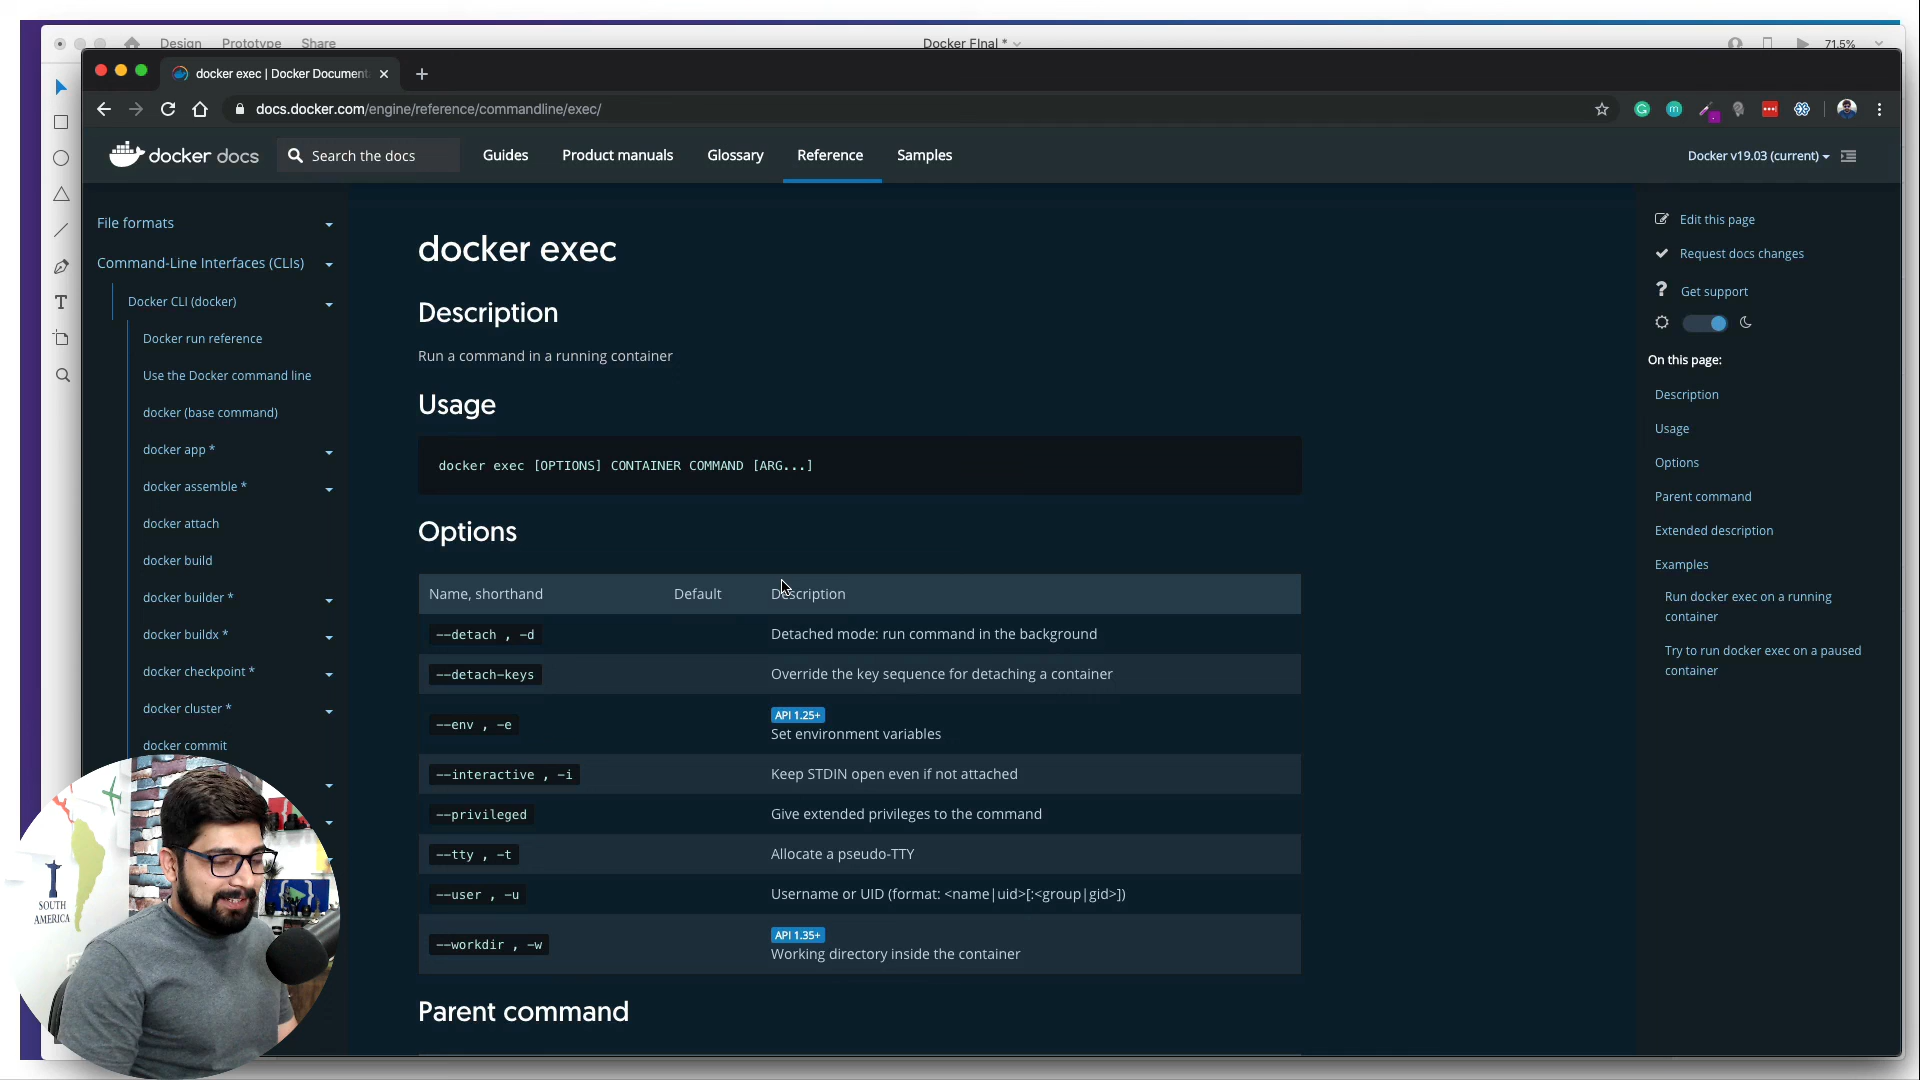 Design Prototype Share
Docker FInal *
71.5%
docker exec | Docker Document
docs.docker.com/engine/reference/commandline/exec/
docker docs
Search the docs
Guides
Product manuals
Glossary
Reference
Samples
Docker v19.03 (current)
File formats
Command-Line Interfaces (CLIs)
Docker CLI (docker)
Docker run reference
Use the Docker command line
docker (base command)
docker app *
docker assemble *
docker attach
docker build
docker builder *
docker buildx *
docker checkpoint *
docker cluster *
docker commit
docker exec
Description
Run a command in a running container
Usage
docker exec [OPTIONS] CONTAINER COMMAND [ARG...]
Options
Name, shorthand Default Description
--detach , -d Detached mode: run command in the background
--detach-keys Override the key sequence for detaching a container
API 1.25+
--env , -e
Set environment variables
--interactive , -i Keep STDIN open even if not attached
--privileged Give extended privileges to the command
--tty , -t Allocate a pseudo-TTY
--user , -u Username or UID (format: <name|uid>[:<group|gid>])
API 1.35+
--workdir , -w
Working directory inside the container
Parent command
Edit this page
Request docs changes
Get support
On this page:
Description
Usage
Options
Parent command
Extended description
Examples
Run docker exec on a running
container
Try to run docker exec on a paused
container
SOUTH
AMERICA